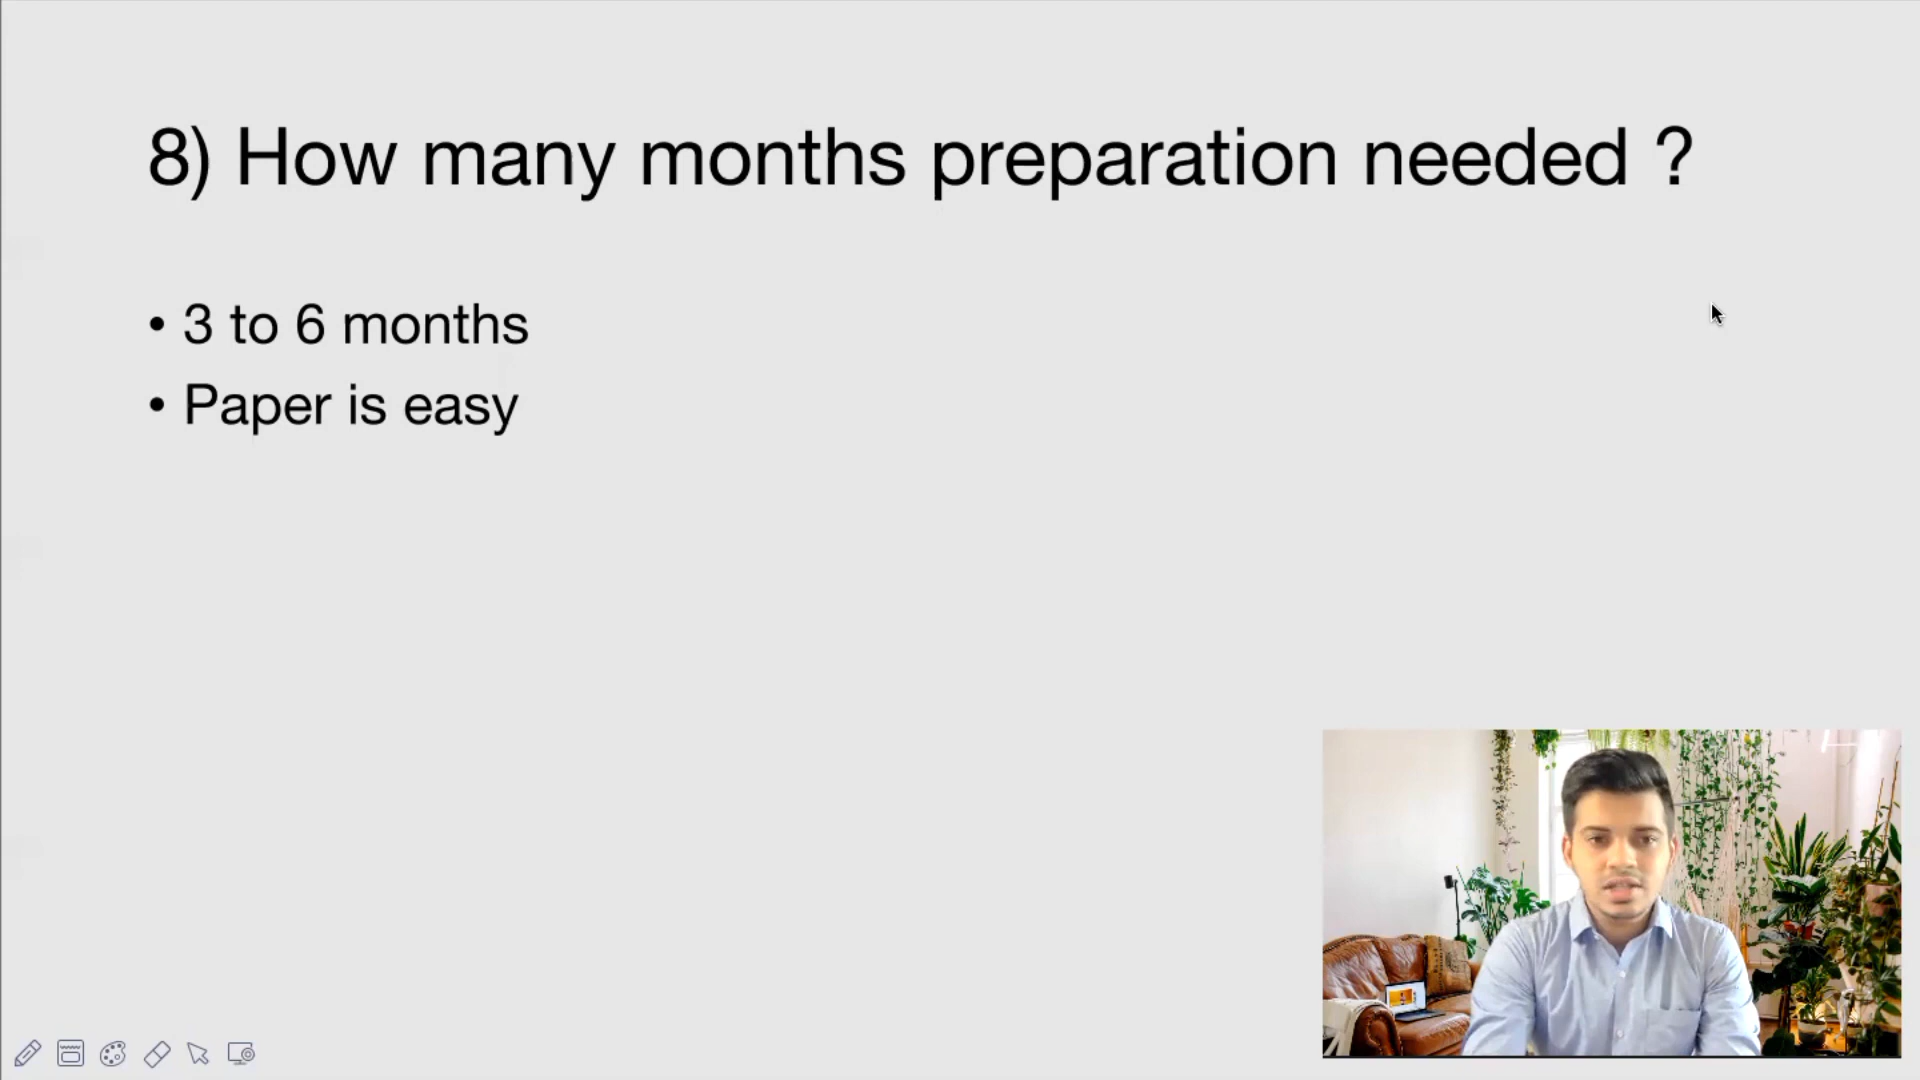 8) How many months preparation needed ?
• 3 to 6 months
• Paper is easy